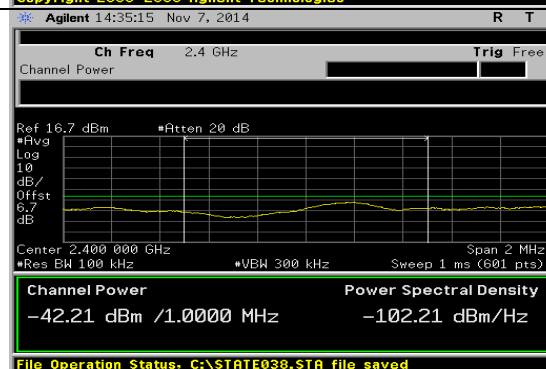 Copyright 2000-2008 Agilent Technologies
Agilent 14:35:15 Nov 7, 2014 R T
Ch Freq 2.4 GHz Trig Free
Channel Power
Ref 16.7 dBm #Atten 20 dB
#Avg
Log
10
dB/
Offst
6.7
dB
Center 2.400 000 GHz Span 2 MHz
#Res BW 100 kHz #VBW 300 kHz Sweep 1 ms (601 pts)
Channel Power Power Spectral Density
-42.21 dBm /1.0000 MHz -102.21 dBm/Hz
File Operation Status, C:\STATE038.STA file saved